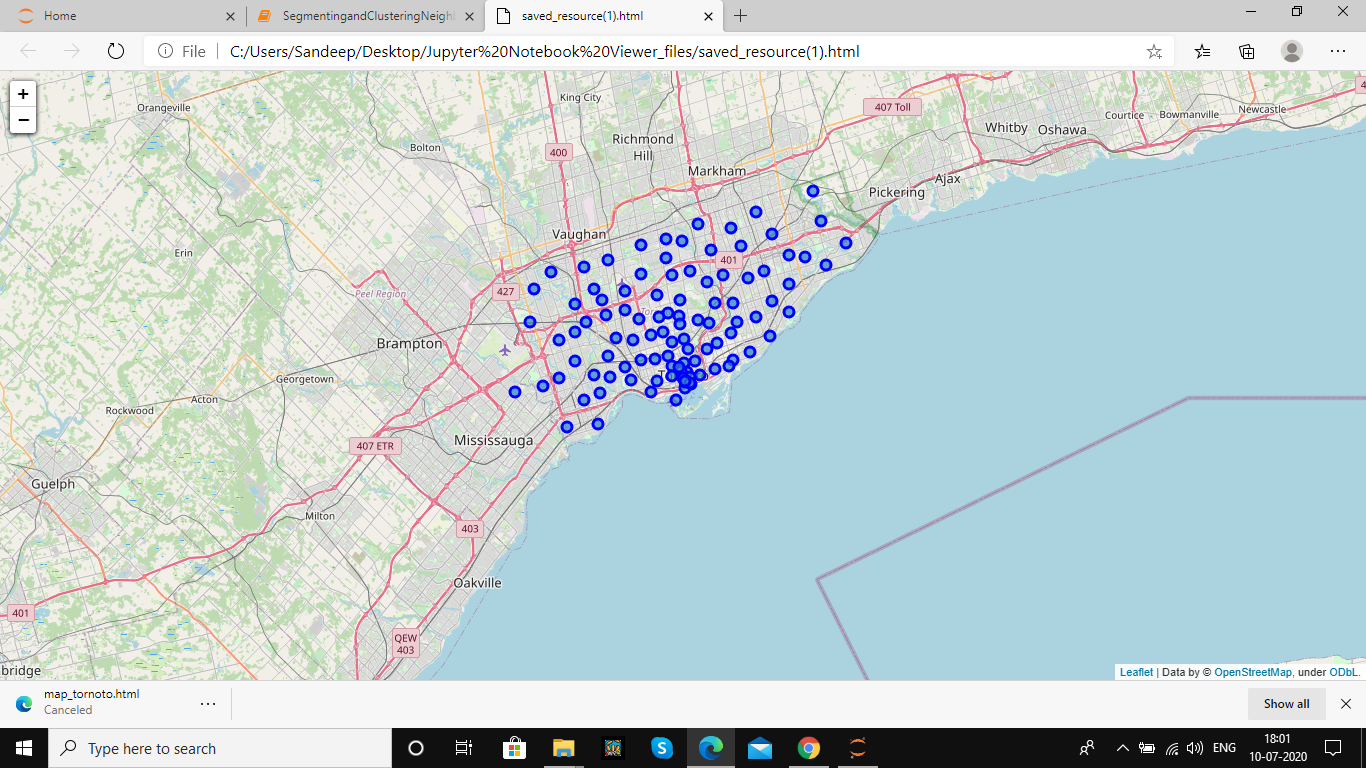 Home
SegmentingandClusteringNeighl
saved_resource(1).html
File
C:/Users/Sandeep/Desktop/Jupyter%20Notebook%20Viewer_files/saved_resource(1).html
+
−
King City
Orangeville
407 Toll
Newcastle
Courtice
Bowmanville
Whitby
Oshawa
Richmond
Hill
400
Bolton
Markham
Ajax
Pickering
Vaughan
Erin
401
427
Peel Region
Brampton
Georgetown
Acton
Rockwood
407 ETR
Mississauga
Guelph
Milton
403
Oakville
401
QEW
403
bridge
Leaflet | Data by © OpenStreetMap, under ODbL.
map_tornoto.html
Canceled
Show all
Type here to search
ENG
18:01
10-07-2020